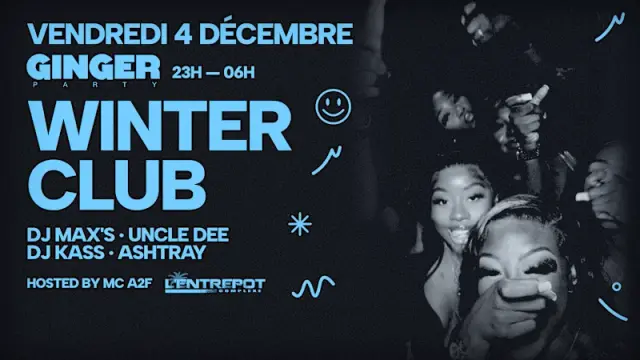 VENDREDI 4 DÉCEMBRE
GINGER
PARTY
23H — 06H
WINTER
CLUB
DJ MAX'S · UNCLE DEE
DJ KASS · ASHTRAY
HOSTED BY MC A2F
L'ENTREPOT
COMPLEXE